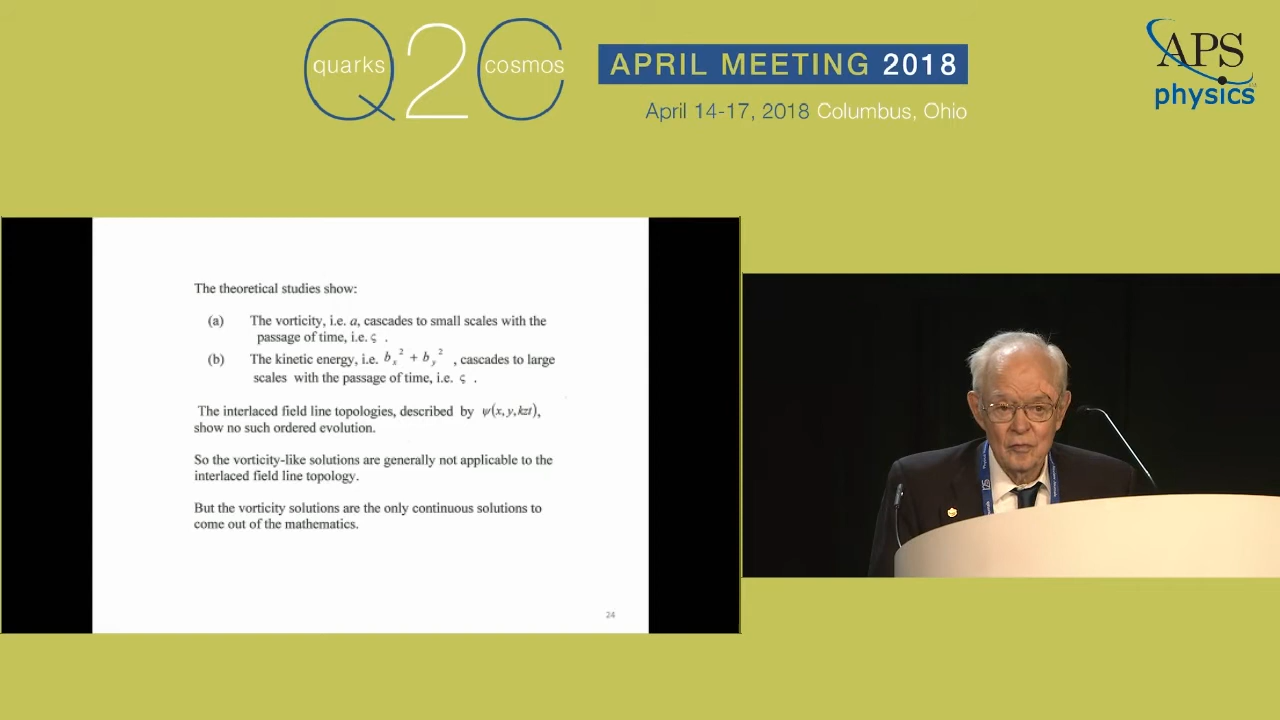 quarks Q2C cosmos
APRIL MEETING 2018
April 14-17, 2018 Columbus, Ohio
APS
physics
The theoretical studies show:
(a) The vorticity, i.e. a, cascades to small scales with the
passage of time, i.e. ς .
(b) The kinetic energy, i.e. bₓ² + bᵧ² , cascades to large
scales with the passage of time, i.e. ς .
The interlaced field line topologies, described by ψ(x, y, kzt),
show no such ordered evolution.
So the vorticity-like solutions are generally not applicable to the
interlaced field line topology.
But the vorticity solutions are the only continuous solutions to
come out of the mathematics.
24
125